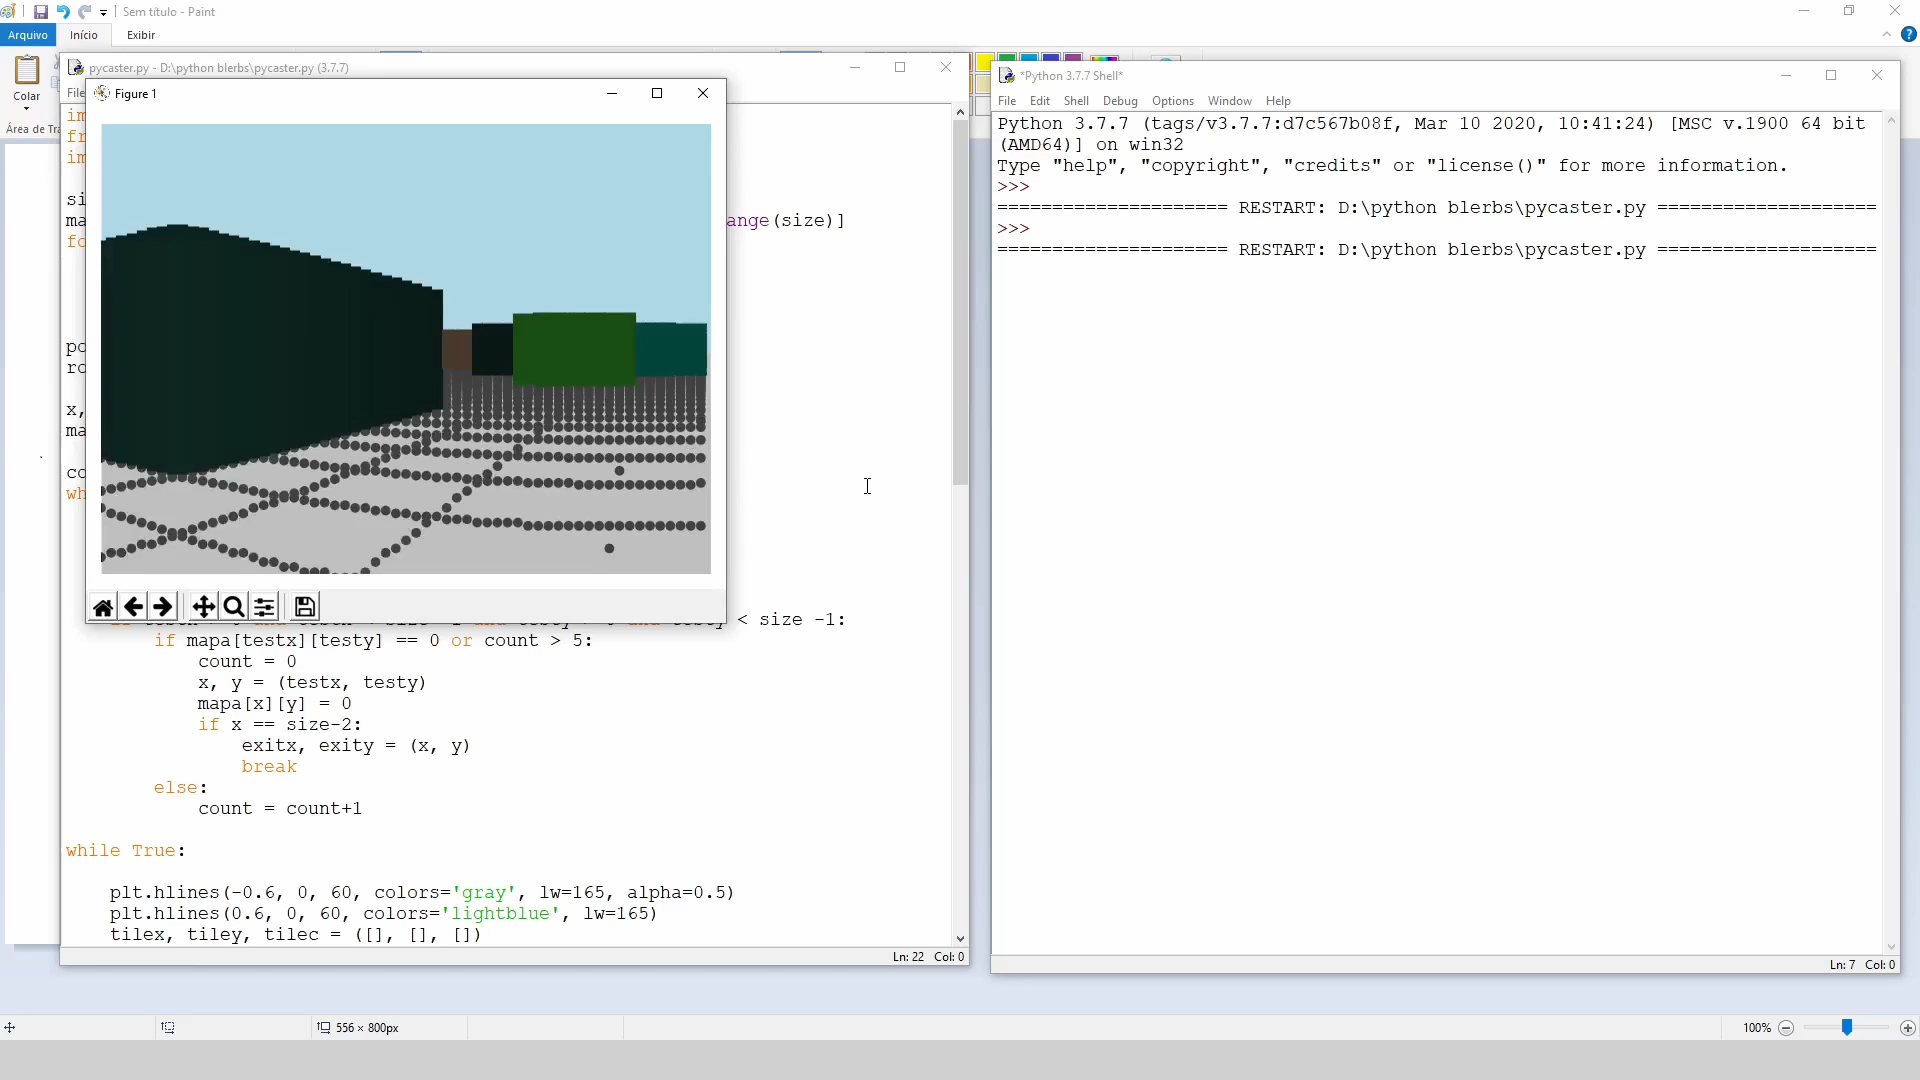 Sem título - Paint
Arquivo
Início
Exibir
Colar
pycaster.py - D:\python blerbs\pycaster.py (3.7.7)
Figure 1
ange(size)]
< size -1:
        if mapa[testx][testy] == 0 or count > 5:
            count = 0
            x, y = (testx, testy)
            mapa[x][y] = 0
            if x == size-2:
                exitx, exity = (x, y)
                break
        else:
            count = count+1
while True:
    plt.hlines(-0.6, 0, 60, colors='gray', lw=165, alpha=0.5)
    plt.hlines(0.6, 0, 60, colors='lightblue', lw=165)
    tilex, tiley, tilec = ([], [], [])
Ln: 22 Col: 0
*Python 3.7.7 Shell*
File Edit Shell Debug Options Window Help
Python 3.7.7 (tags/v3.7.7:d7c567b08f, Mar 10 2020, 10:41:24) [MSC v.1900 64 bit
(AMD64)] on win32
Type "help", "copyright", "credits" or "license()" for more information.
>>>
===================== RESTART: D:\python blerbs\pycaster.py ====================
>>>
===================== RESTART: D:\python blerbs\pycaster.py ====================
Ln: 7 Col: 0
556 × 800px
100%